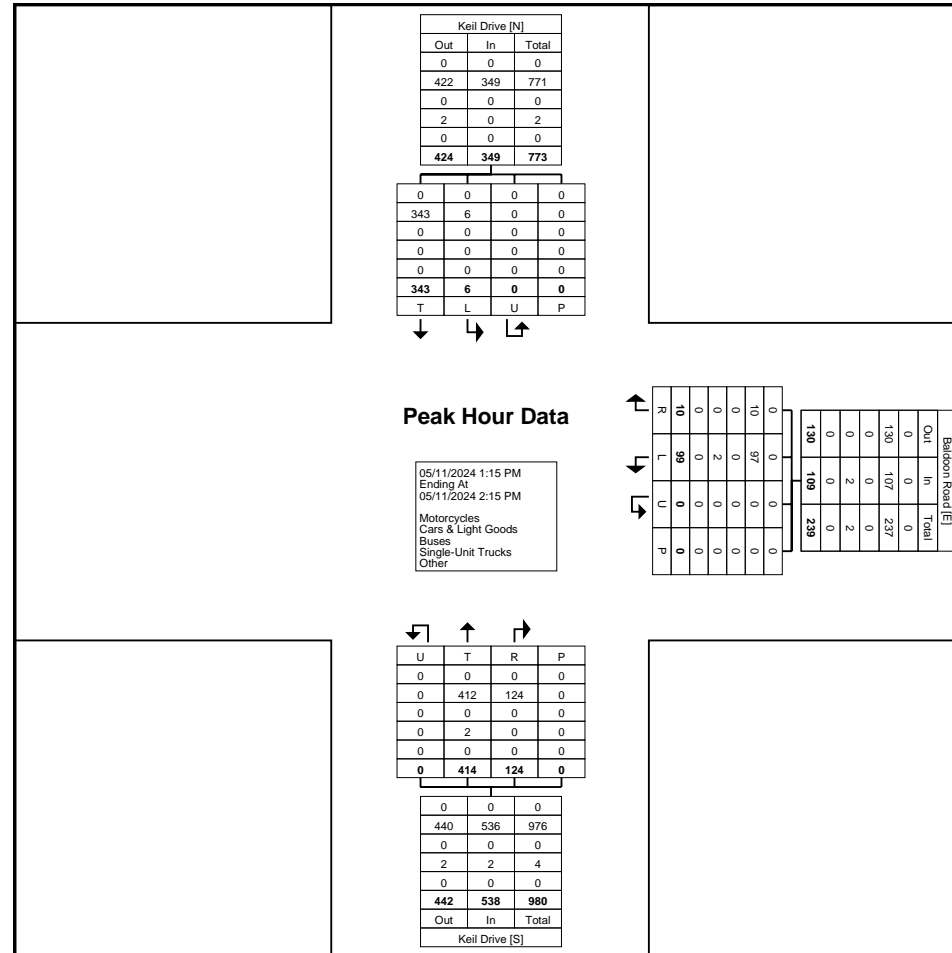 Keil Drive [N]
Out In Total
0 0 0
422 349 771
0 0 0
2 0 2
0 0 0
424 349 773
0 0 0 0
343 6 0 0
0 0 0 0
0 0 0 0
0 0 0 0
343 6 0 0
T L U P
Peak Hour Data
05/11/2024 1:15 PM
Ending At
05/11/2024 2:15 PM
Motorcycles
Cars & Light Goods
Buses
Single-Unit Trucks
Other
Baldoon Road [E]
Out In Total
0 0 0
130 107 237
0 0 0
0 2 2
0 0 0
130 109 239
0 0 0 0
10 97 0 0
0 0 0 0
0 2 0 0
0 0 0 0
10 99 0 0
R L U P
U T R P
0 0 0 0
0 412 124 0
0 0 0 0
0 2 0 0
0 0 0 0
0 414 124 0
0 0 0
440 536 976
0 0 0
2 2 4
0 0 0
442 538 980
Out In Total
Keil Drive [S]